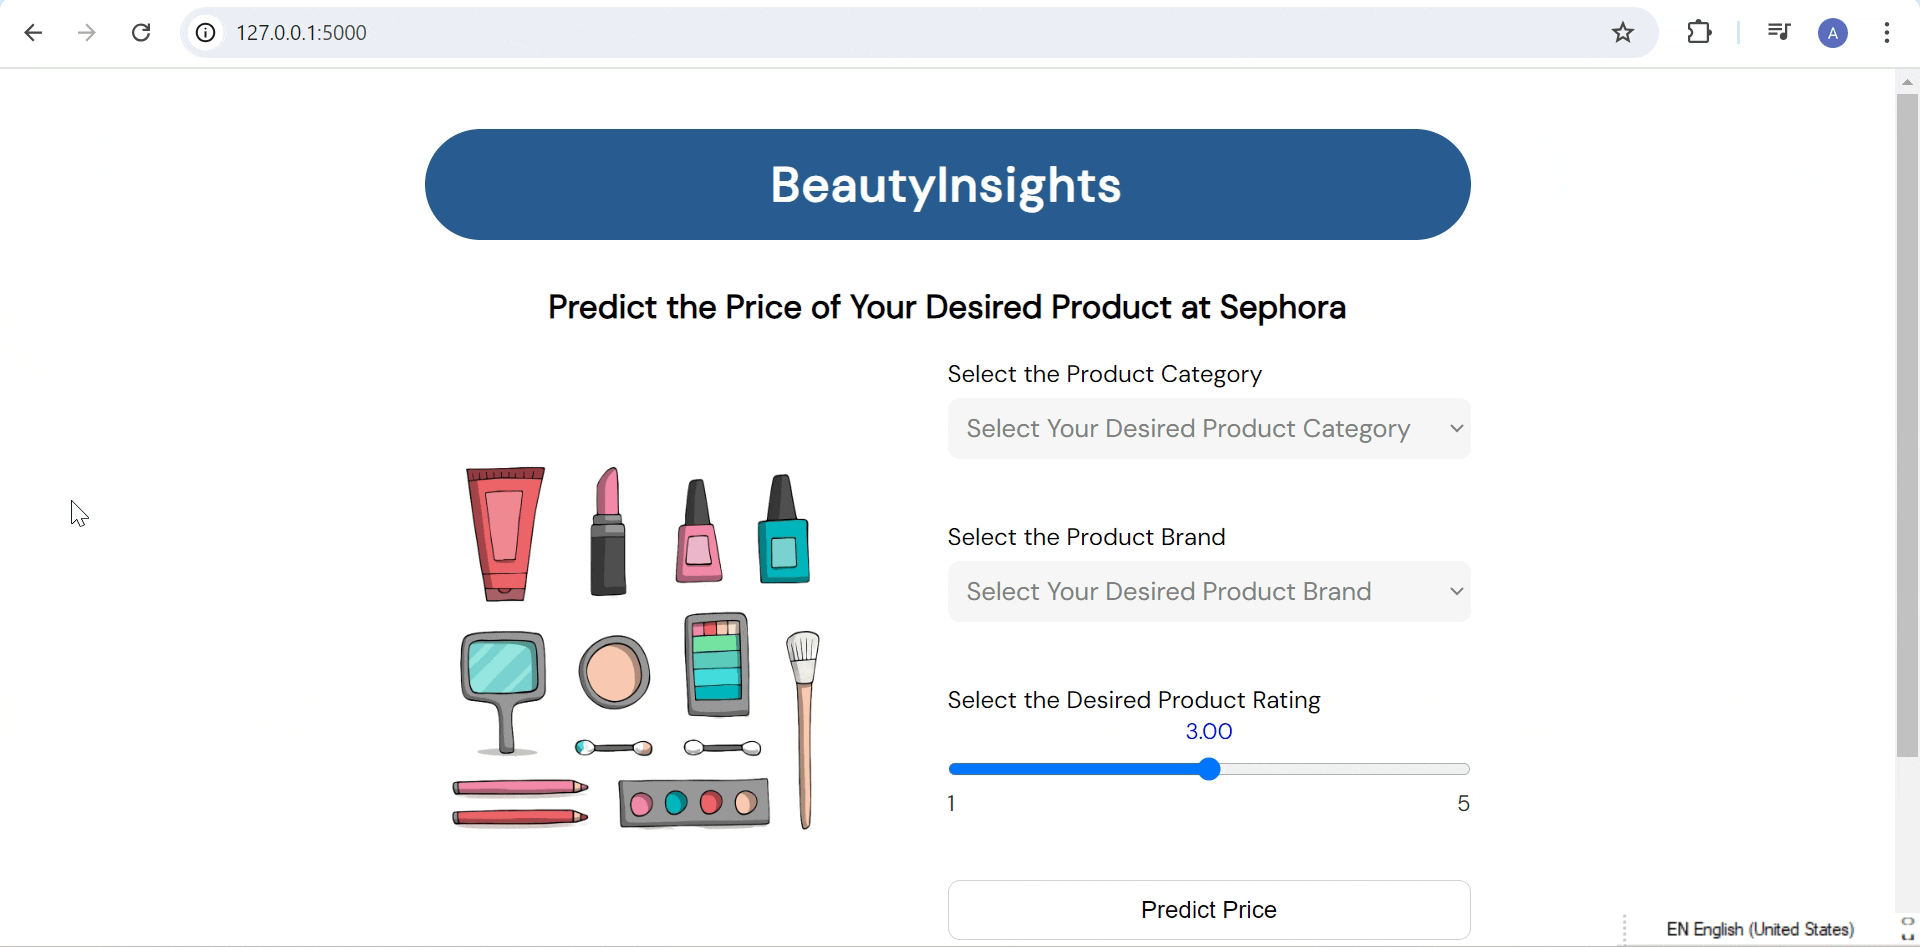 127.0.0.1:5000
A
BeautyInsights
Predict the Price of Your Desired Product at Sephora
Select the Product Category
Select Your Desired Product Category
Select the Product Brand
Select Your Desired Product Brand
Select the Desired Product Rating
3.00
1 5
Predict Price
EN English (United States)